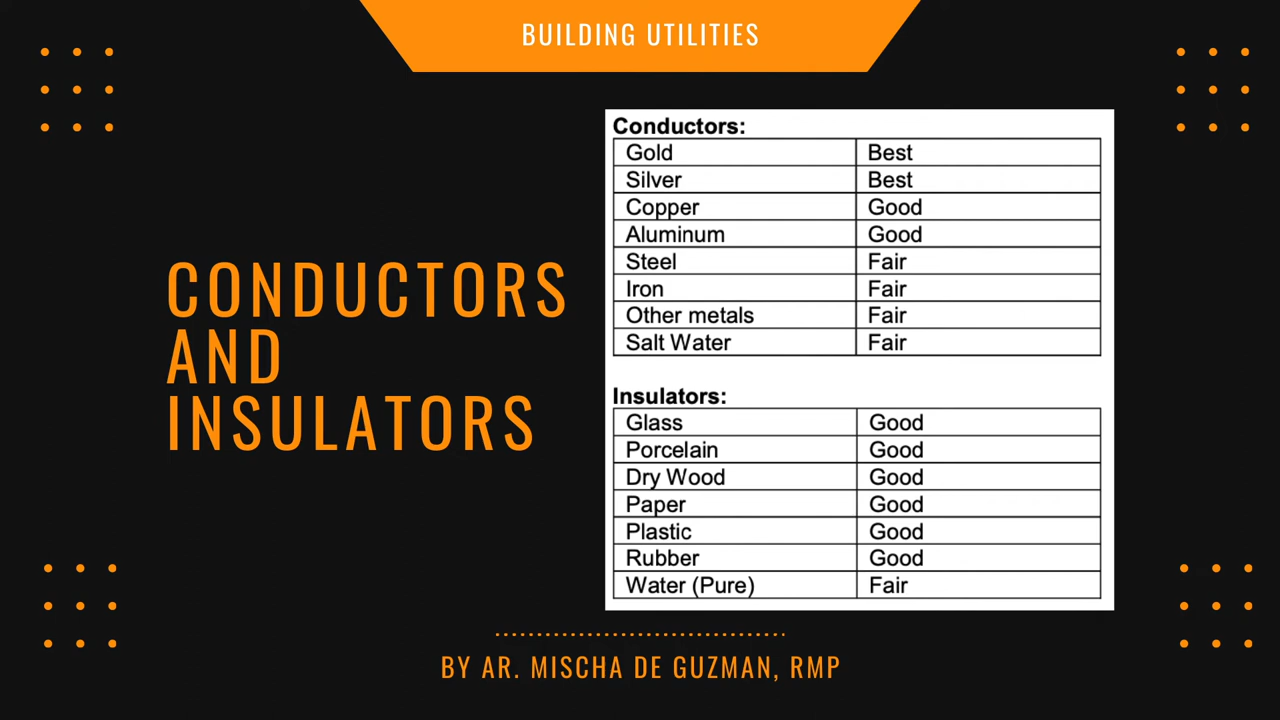 BUILDING UTILITIES
CONDUCTORS
AND
INSULATORS
Conductors:
Gold Best
Silver Best
Copper Good
Aluminum Good
Steel Fair
Iron Fair
Other metals Fair
Salt Water Fair
Insulators:
Glass Good
Porcelain Good
Dry Wood Good
Paper Good
Plastic Good
Rubber Good
Water (Pure) Fair
BY AR. MISCHA DE GUZMAN, RMP